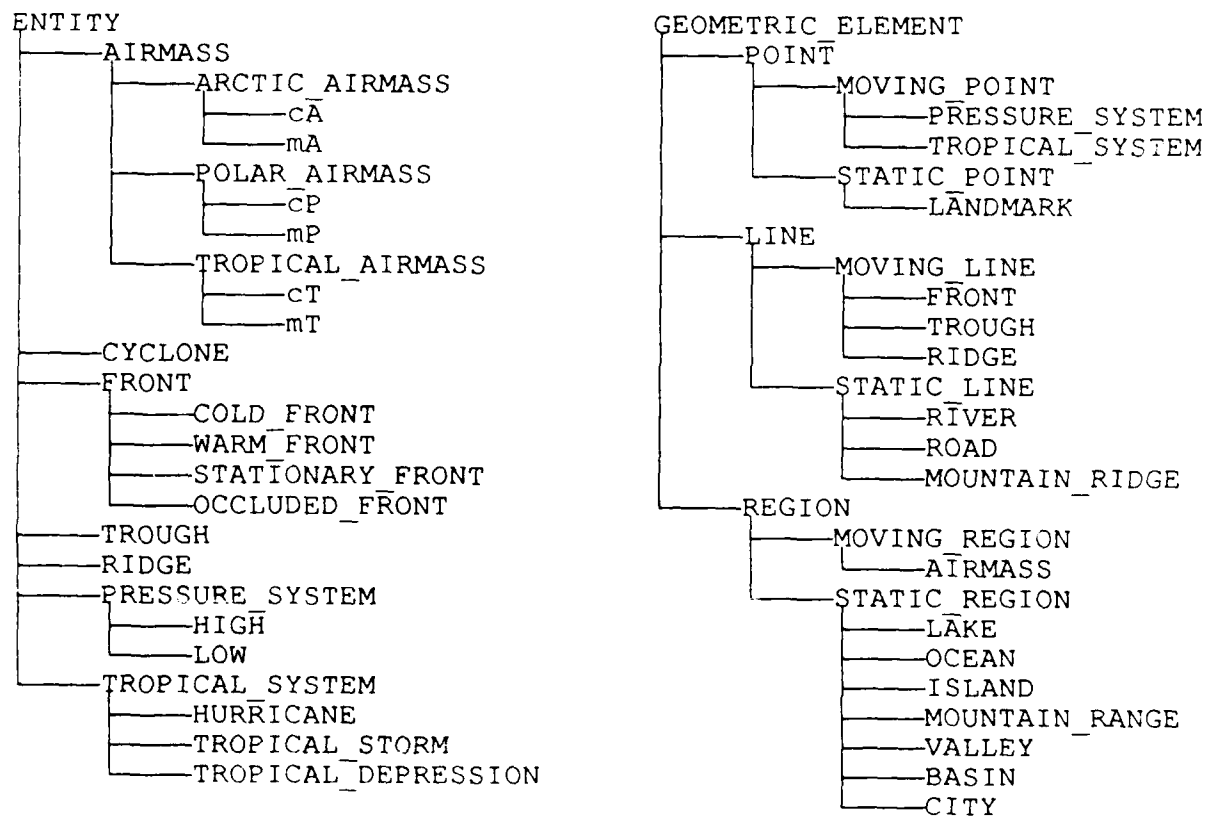 ENTITY
AIRMASS
ARCTIC_AIRMASS
cA
mA
POLAR_AIRMASS
cP
mP
TROPICAL_AIRMASS
cT
mT
CYCLONE
FRONT
COLD_FRONT
WARM_FRONT
STATIONARY_FRONT
OCCLUDED_FRONT
TROUGH
RIDGE
PRESSURE_SYSTEM
HIGH
LOW
TROPICAL_SYSTEM
HURRICANE
TROPICAL_STORM
TROPICAL_DEPRESSION
GEOMETRIC_ELEMENT
POINT
MOVING_POINT
PRESSURE_SYSTEM
TROPICAL_SYSTEM
STATIC_POINT
LANDMARK
LINE
MOVING_LINE
FRONT
TROUGH
RIDGE
STATIC_LINE
RIVER
ROAD
MOUNTAIN_RIDGE
REGION
MOVING_REGION
AIRMASS
STATIC_REGION
LAKE
OCEAN
ISLAND
MOUNTAIN_RANGE
VALLEY
BASIN
CITY